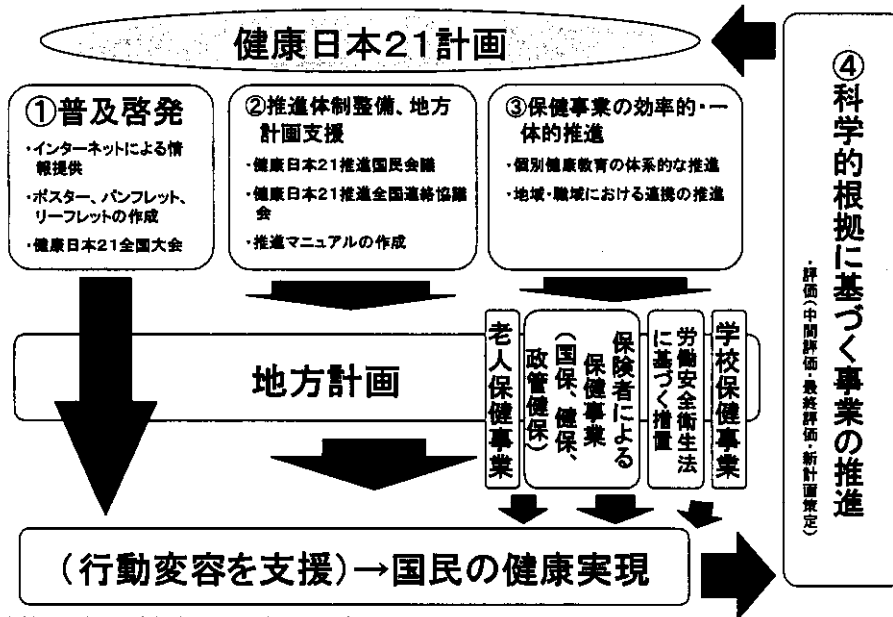 健康日本21計画
①普及啓発
・インターネットによる情
報提供
・ポスター、パンフレット、
リーフレットの作成
・健康日本21全国大会
②推進体制整備、地方
計画支援
・健康日本21推進国民会議
・健康日本21推進全国連絡協議
会
・推進マニュアルの作成
③保健事業の効率的・一
体的推進
・個別健康教育の体系的な推進
・地域・職域における連携の推進
地方計画
老人保健事業
保険者による
保健事業
(国保、健保、
政管健保)
労働安全衛生法
に基づく措置
学校保健事業
(行動変容を支援)→国民の健康実現
④科学的根拠に基づく事業の推進
・評価(中間評価・最終評価・新計画策定)